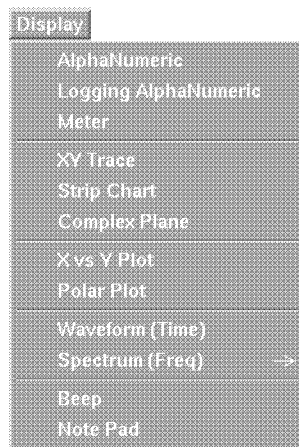 Display
AlphaNumeric
Logging AlphaNumeric
Meter
XY Trace
Strip Chart
Complex Plane
X vs Y Plot
Polar Plot
Waveform (Time)
Spectrum (Freq) →
Beep
Note Pad